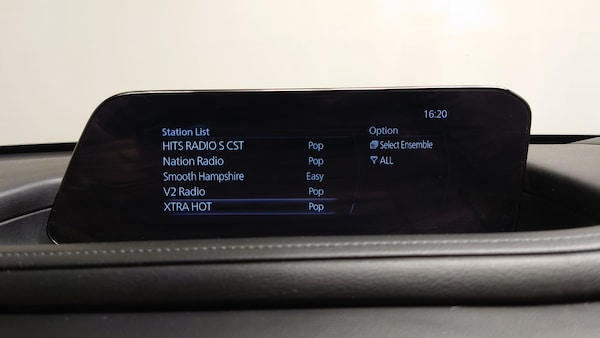 16:20
Station List
HITS RADIO S CST Pop
Nation Radio Pop
Smooth Hampshire Easy
V2 Radio Pop
XTRA HOT Pop
Option
Select Ensemble
ALL